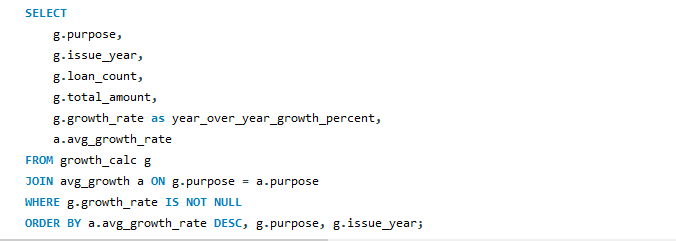 SELECT
    g.purpose,
    g.issue_year,
    g.loan_count,
    g.total_amount,
    g.growth_rate as year_over_year_growth_percent,
    a.avg_growth_rate
FROM growth_calc g
JOIN avg_growth a ON g.purpose = a.purpose
WHERE g.growth_rate IS NOT NULL
ORDER BY a.avg_growth_rate DESC, g.purpose, g.issue_year;